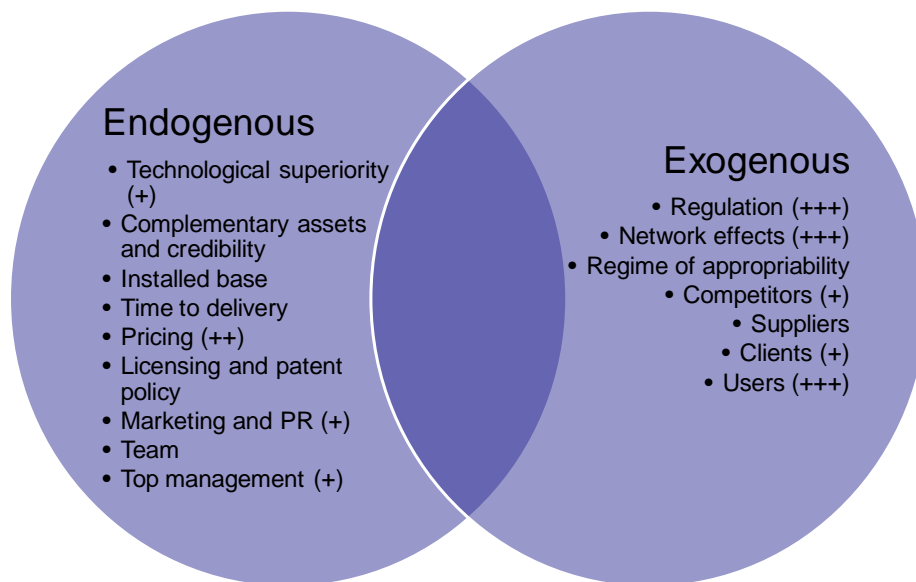 Endogenous
• Technological superiority
(+)
• Complementary assets
and credibility
• Installed base
• Time to delivery
• Pricing (++)
• Licensing and patent
policy
• Marketing and PR (+)
• Team
• Top management (+)
Exogenous
• Regulation (+++)
• Network effects (+++)
• Regime of appropriability
• Competitors (+)
• Suppliers
• Clients (+)
• Users (+++)